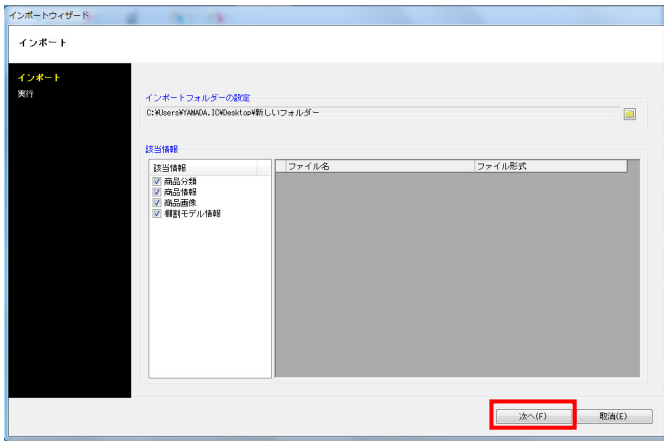 インポートウィザード
インポート
インポート
実行
インポートフォルダーの設定
C:¥Users¥YAMADA.IC¥Desktop¥新しいフォルダー
該当情報
該当情報
商品分類
商品情報
商品画像
棚割モデル情報
ファイル名 ファイル形式
次へ(F) 取消(E)